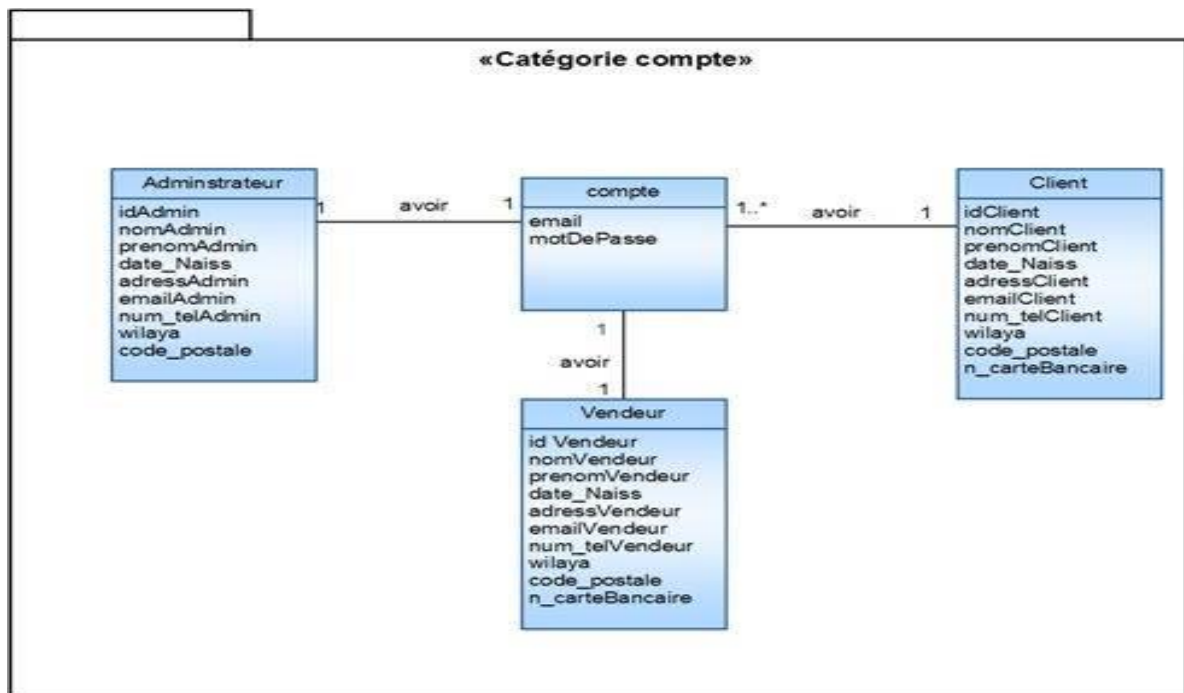 «Catégorie compte»
Adminstrateur
idAdmin
nomAdmin
prenomAdmin
date_Naiss
adressAdmin
emailAdmin
num_telAdmin
wilaya
code_postale
1 avoir 1
compte
email
motDePasse
1..* avoir 1
Client
idClient
nomClient
prenomClient
date_Naiss
adressClient
emailClient
num_telClient
wilaya
code_postale
n_carteBancaire
1
avoir
1
Vendeur
id Vendeur
nomVendeur
prenomVendeur
date_Naiss
adressVendeur
emailVendeur
num_telVendeur
wilaya
code_postale
n_carteBancaire